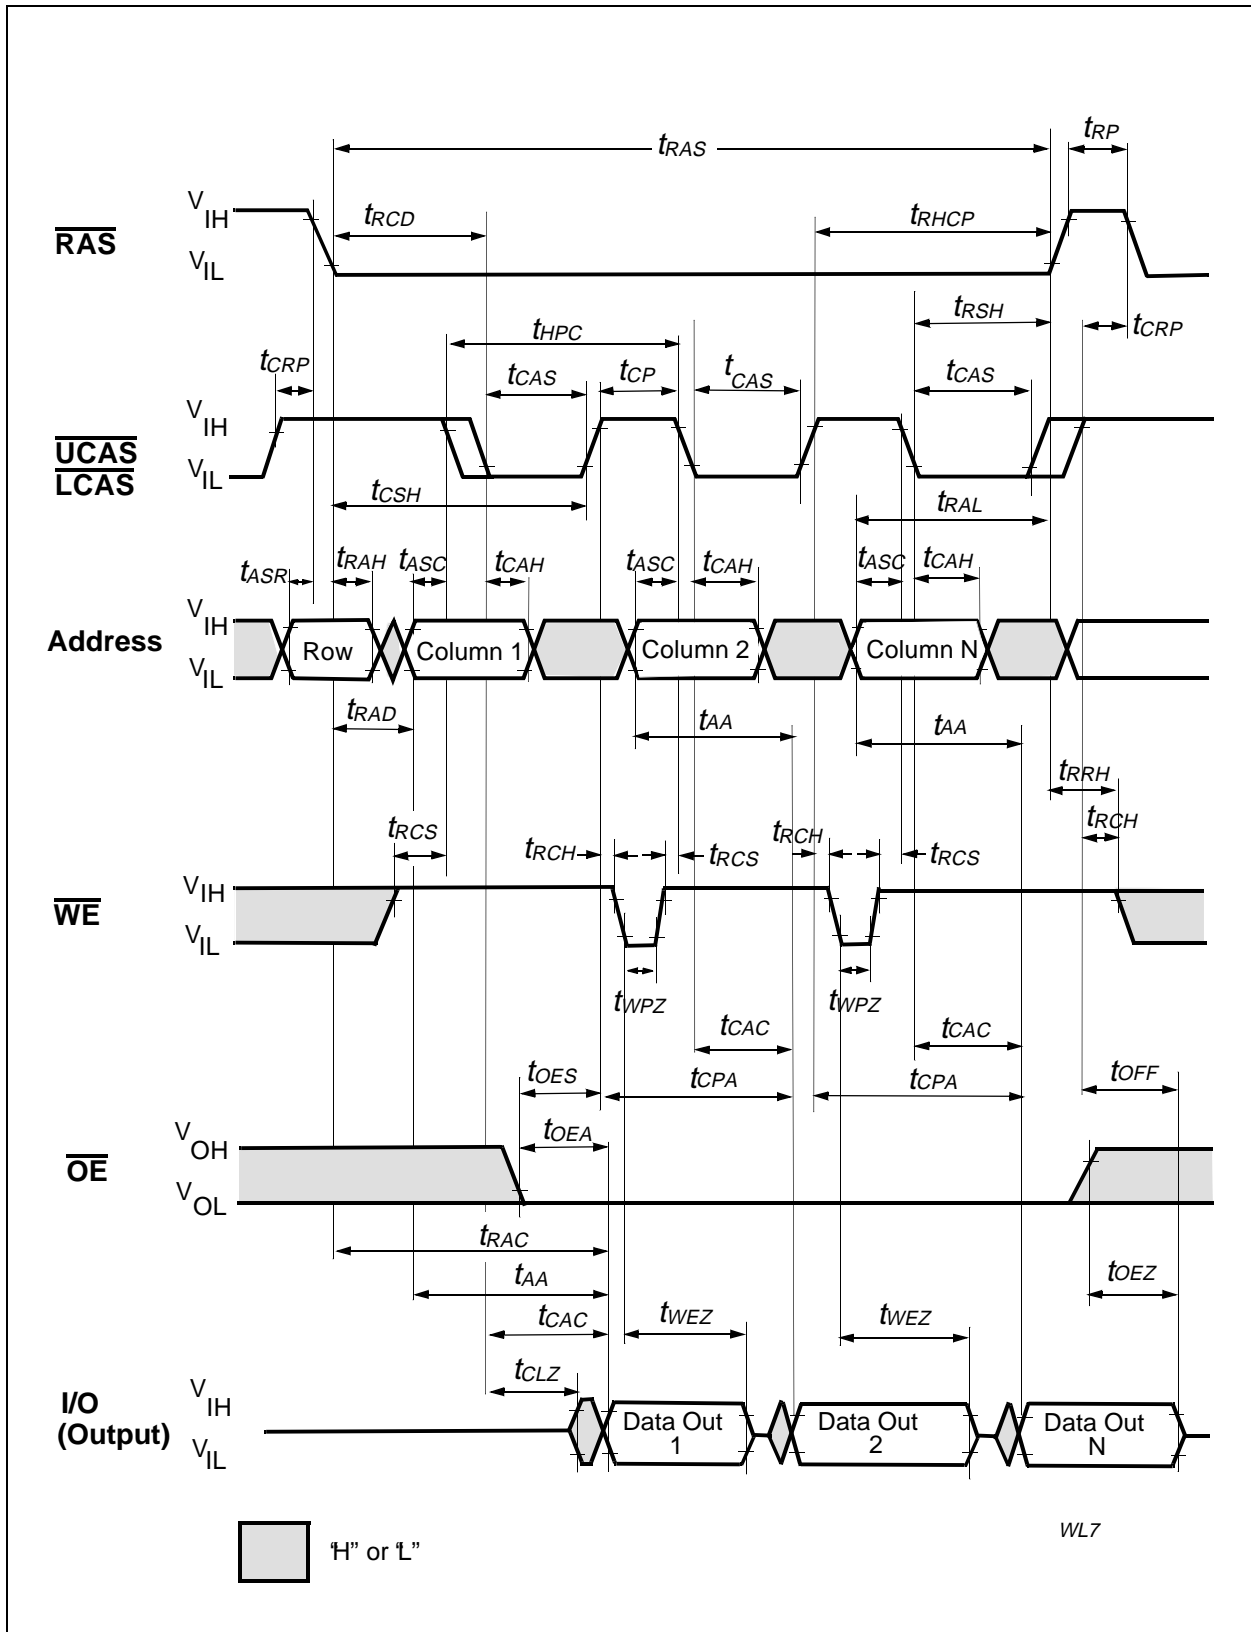 tRAS
tRP
VIH
RAS
VIL
tRCD
tRHCP
tRSH
tCRP
tHPC
tCRP
tCAS
tCP
tCAS
tCAS
VIH
UCAS
LCAS
VIL
tCSH
tRAL
tASR
tRAH
tASC
tCAH
tASC
tCAH
tASC
tCAH
VIH
Address
VIL
Row
Column 1
Column 2
Column N
tRAD
tAA
tAA
tRRH
tRCS
tRCH
tRCS
tRCH
tRCS
tRCH
VIH
WE
VIL
tWPZ
tWPZ
tCAC
tCAC
tOES
tCPA
tCPA
tOFF
tOEA
VOH
OE
VOL
tRAC
tAA
tOEZ
tCAC
tWEZ
tWEZ
tCLZ
I/O
(Output)
VIH
VIL
Data Out
1
Data Out
2
Data Out
N
WL7
“H” or “L”